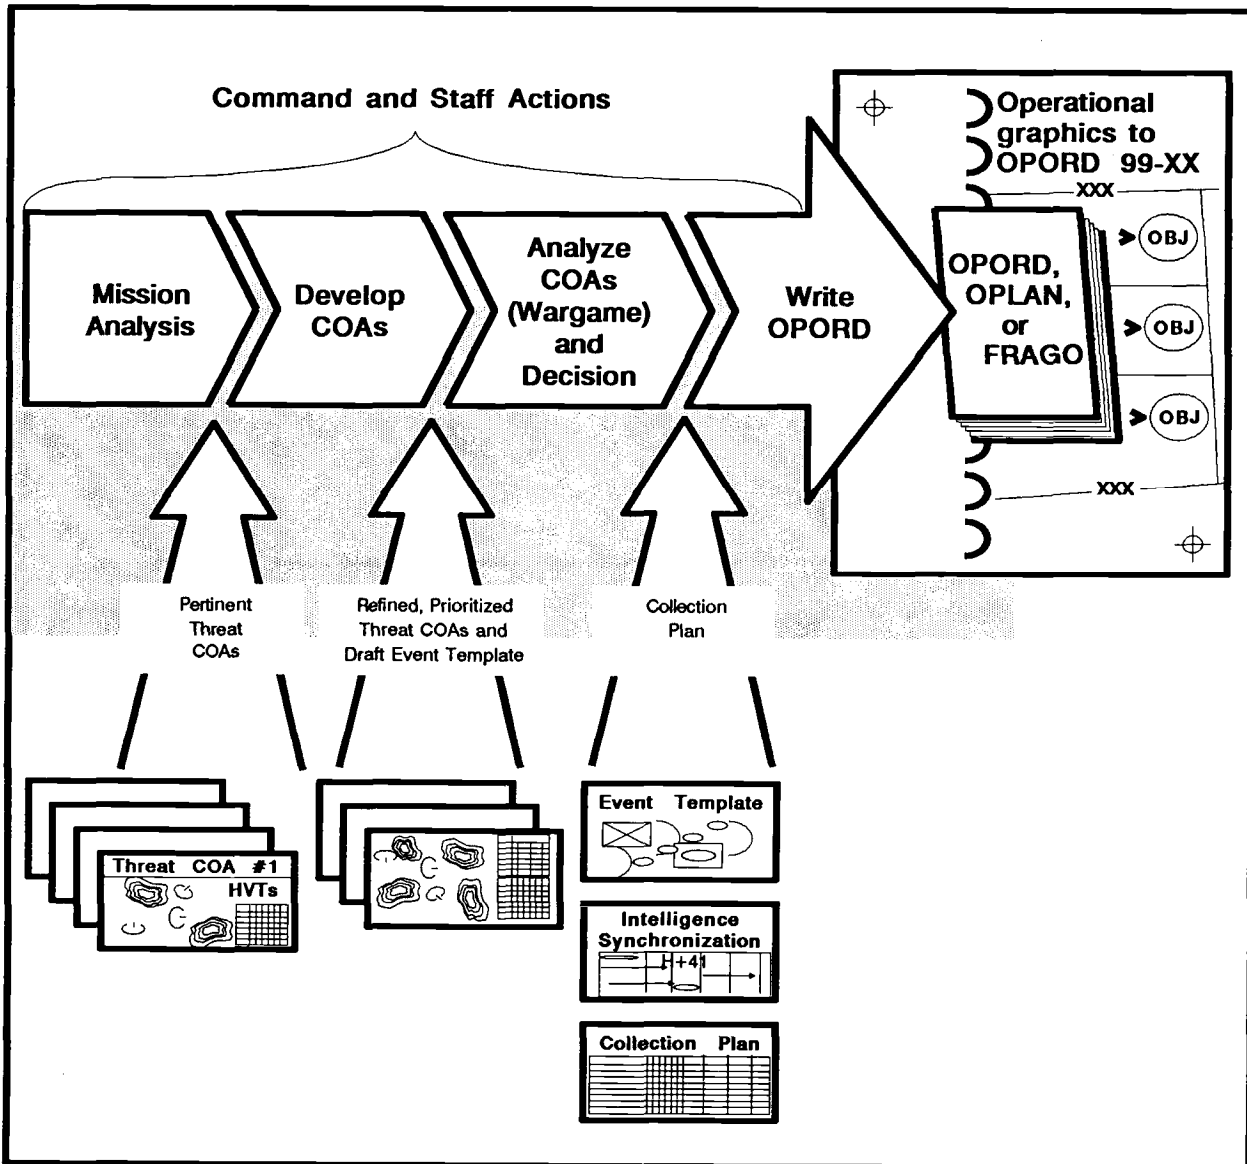 Command and Staff Actions
Operational
graphics to
OPORD 99-XX
XXX
Mission
Analysis
Develop
COAs
Analyze
COAs
(Wargame)
and
Decision
Write
OPORD
OPORD,
OPLAN,
or
FRAGO
OBJ
OBJ
OBJ
XXX
Pertinent
Threat
COAs
Refined, Prioritized
Threat COAs and
Draft Event Template
Collection
Plan
Threat COA #1
HVTs
Event Template
Intelligence
Synchronization
H+41
Collection Plan